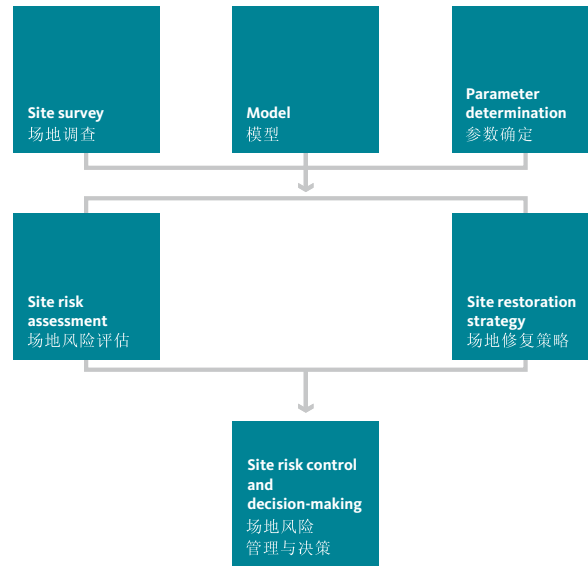 Site survey
场地调查
Model
模型
Parameter
determination
参数确定
Site risk
assessment
场地风险评估
Site restoration
strategy
场地修复策略
Site risk control
and
decision-making
场地风险
管理与决策